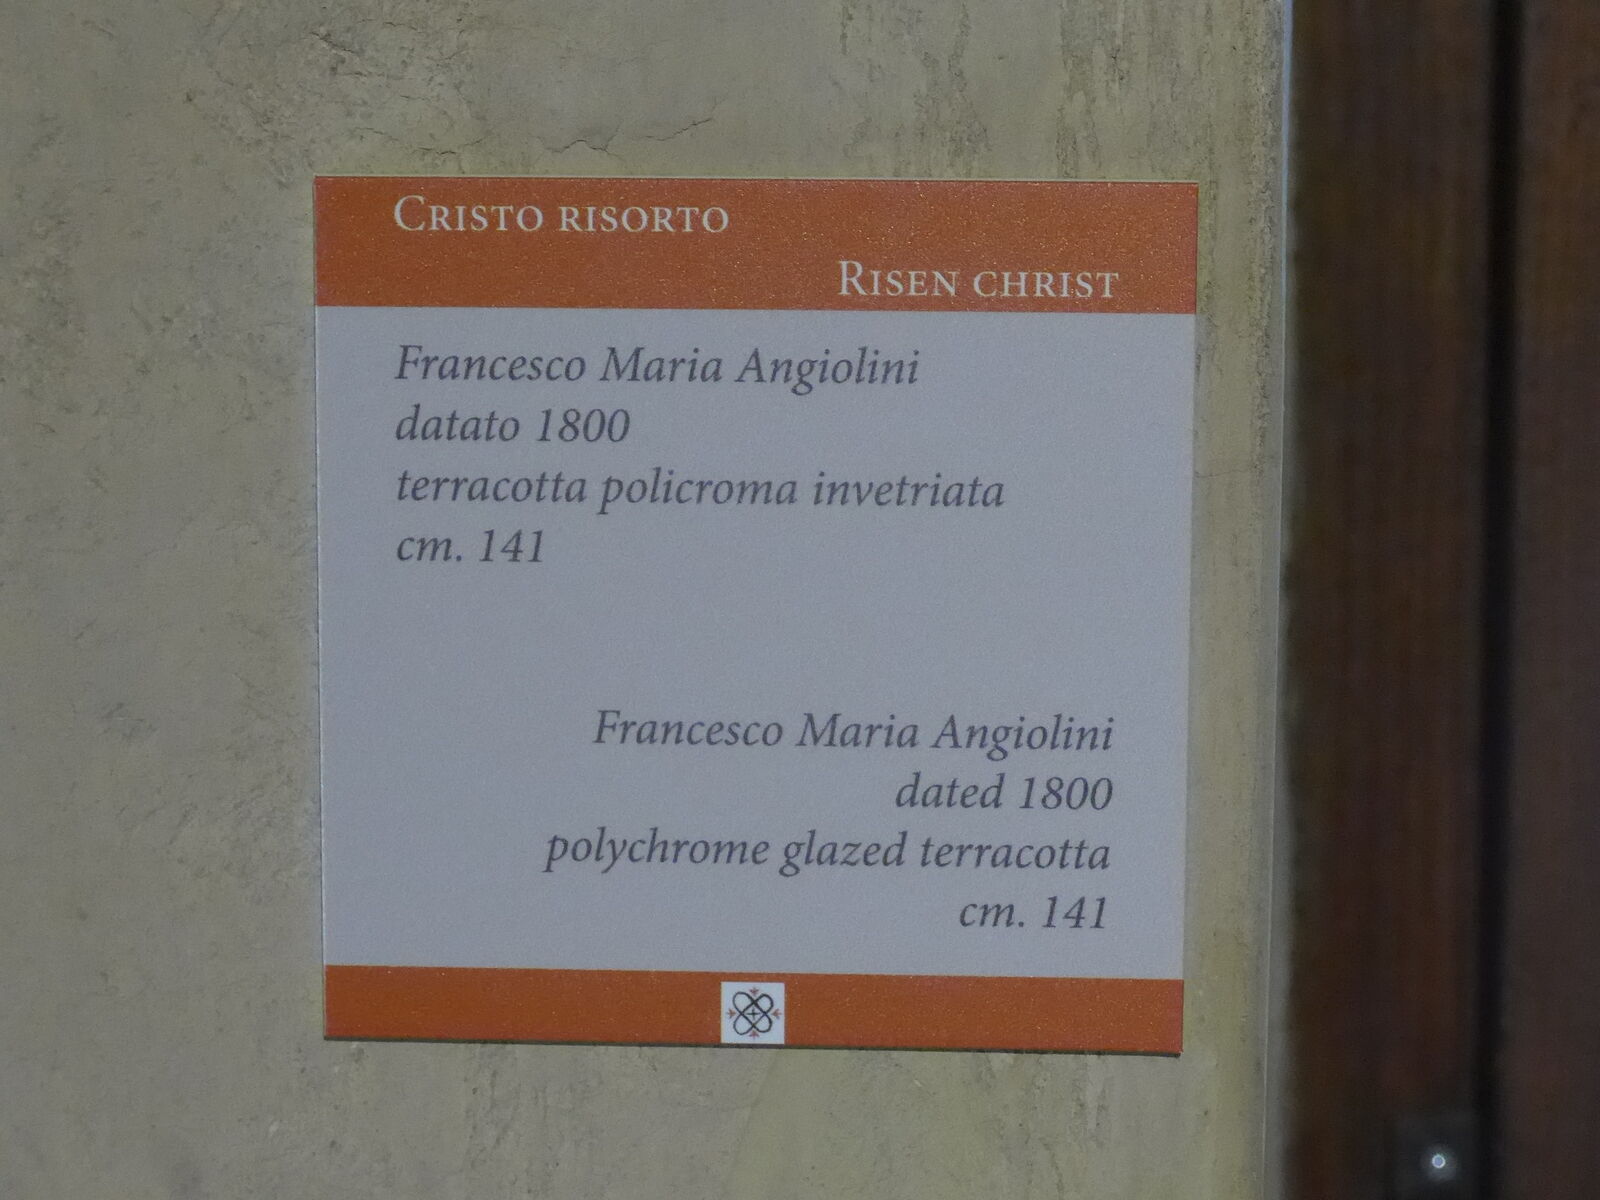 Cristo risorto
Risen christ
Francesco Maria Angiolini
datato 1800
terracotta policroma invetriata
cm. 141
Francesco Maria Angiolini
dated 1800
polychrome glazed terracotta
cm. 141